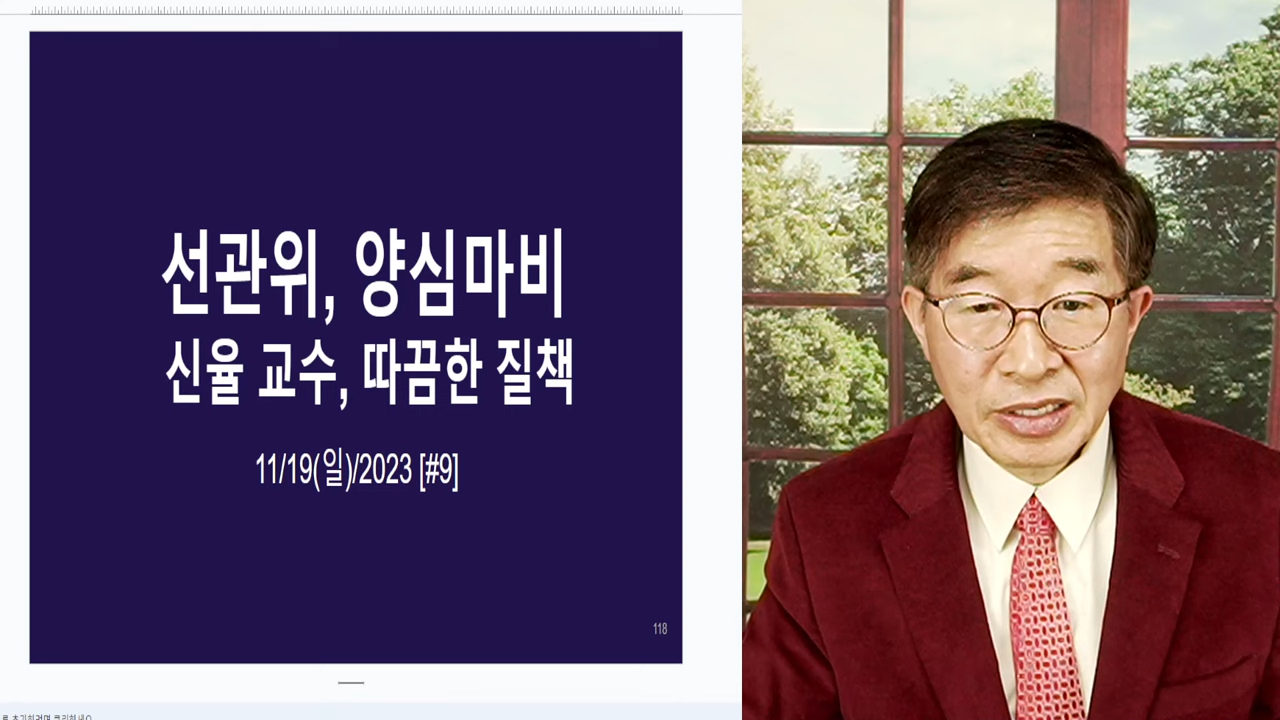 선관위, 양심마비
신율 교수, 따끔한 질책
11/19(일)/2023 [#9]
118